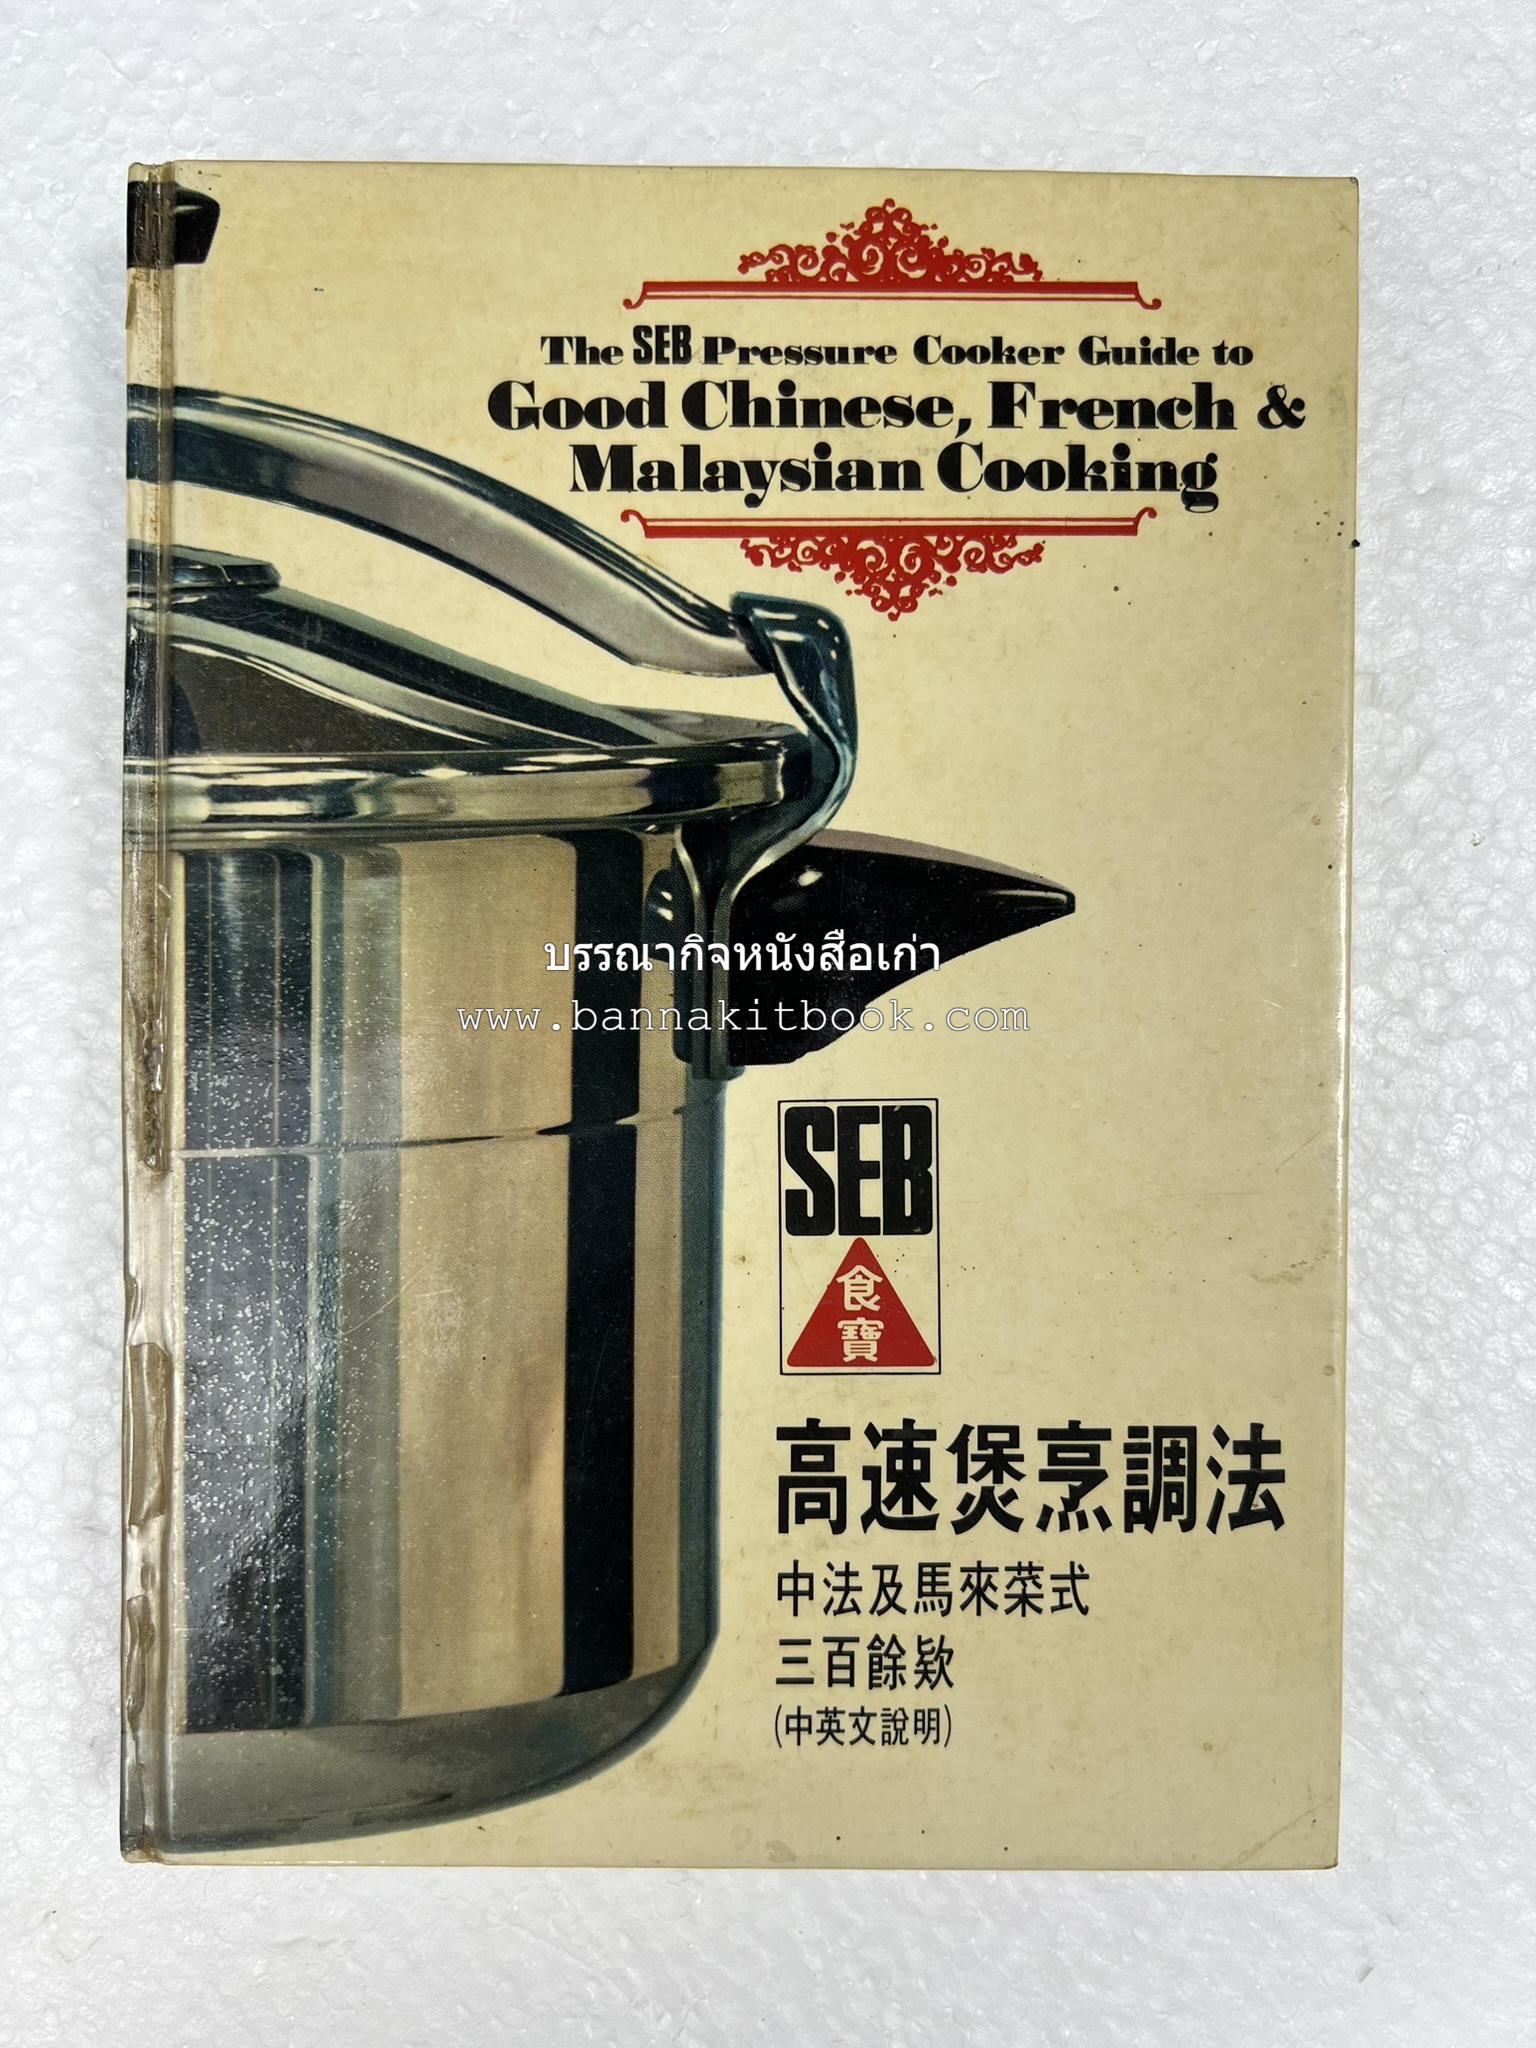 The SEB Pressure Cooker Guide to
Good Chinese, French &
Malaysian Cooking
บรรณากิจหนังสือเก่า
www.bannakitbook.com
SEB
食
寶
高速煲烹調法
中法及馬來菜式
三百餘欵
(中英文說明)